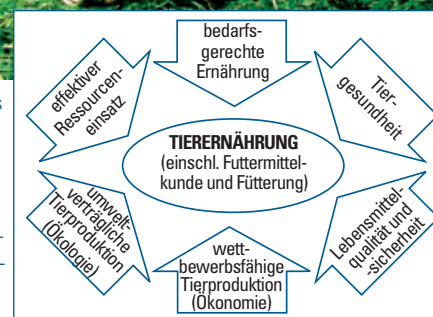 bedarfs-
gerechte
Ernährung
effektiver
Ressourcen-
einsatz
Tier-
gesundheit
TIERERNÄHRUNG
(einschl. Futtermittel-
kunde und Fütterung)
umwelt-
verträgliche
Tierproduktion
(Ökologie)
wett-
bewerbsfähige
Tierproduktion
(Ökonomie)
Lebensmittel-
qualität und
-sicherheit